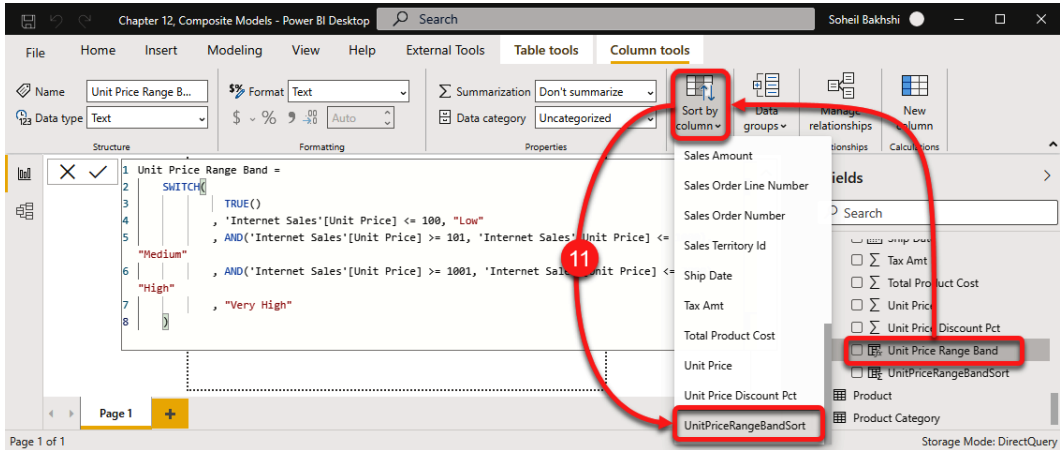 Chapter 12, Composite Models - Power BI Desktop
Search
Soheil Bakhshi
File Home Insert Modeling View Help External Tools Table tools Column tools
Name Unit Price Range B...
$% Format Text
Summarization Don't summarize
Sort by column
Data groups
Manage relationships
New column
Data type Text
$ % 9 .00 Auto
Data category Uncategorized
Structure Formatting Properties Calculations
1 Unit Price Range Band =
2 SWITCH(
3 TRUE()
4 , 'Internet Sales'[Unit Price] <= 100, "Low"
5 , AND('Internet Sales'[Unit Price] >= 101, 'Internet Sales' Unit Price] <=
"Medium"
6 , AND('Internet Sales'[Unit Price] >= 1001, 'Internet Sal Unit Price] <=
"High"
7 , "Very High"
8 )
11
Sales Amount
Sales Order Line Number
Sales Order Number
Sales Territory Id
Ship Date
Tax Amt
Total Product Cost
Unit Price
Unit Price Discount Pct
UnitPriceRangeBandSort
ields
Search
Ship Date
Tax Amt
Total Product Cost
Unit Price
Unit Price Discount Pct
Unit Price Range Band
UnitPriceRangeBandSort
Product
Product Category
Page 1
Page 1 of 1
Storage Mode: DirectQuery